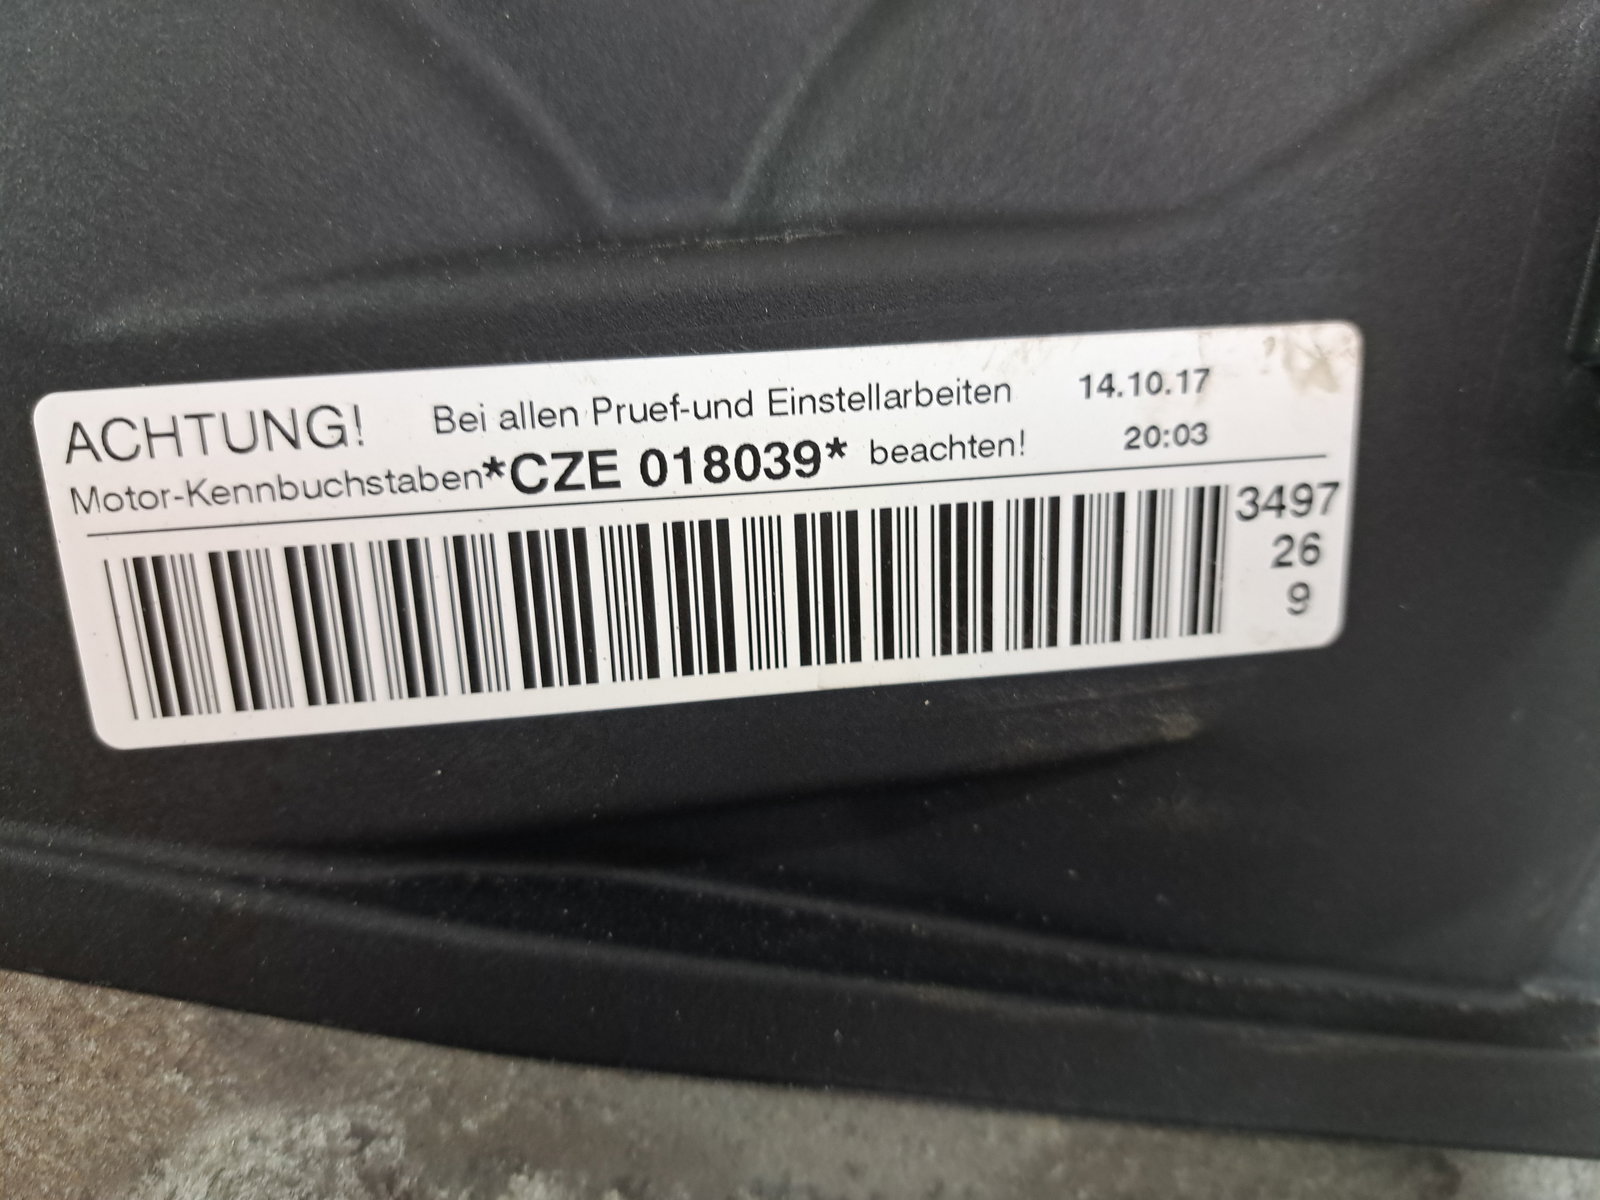 ACHTUNG! Bei allen Pruef-und Einstellarbeiten 14.10.17
Motor-Kennbuchstaben*CZE 018039* beachten! 20:03
3497
26
9